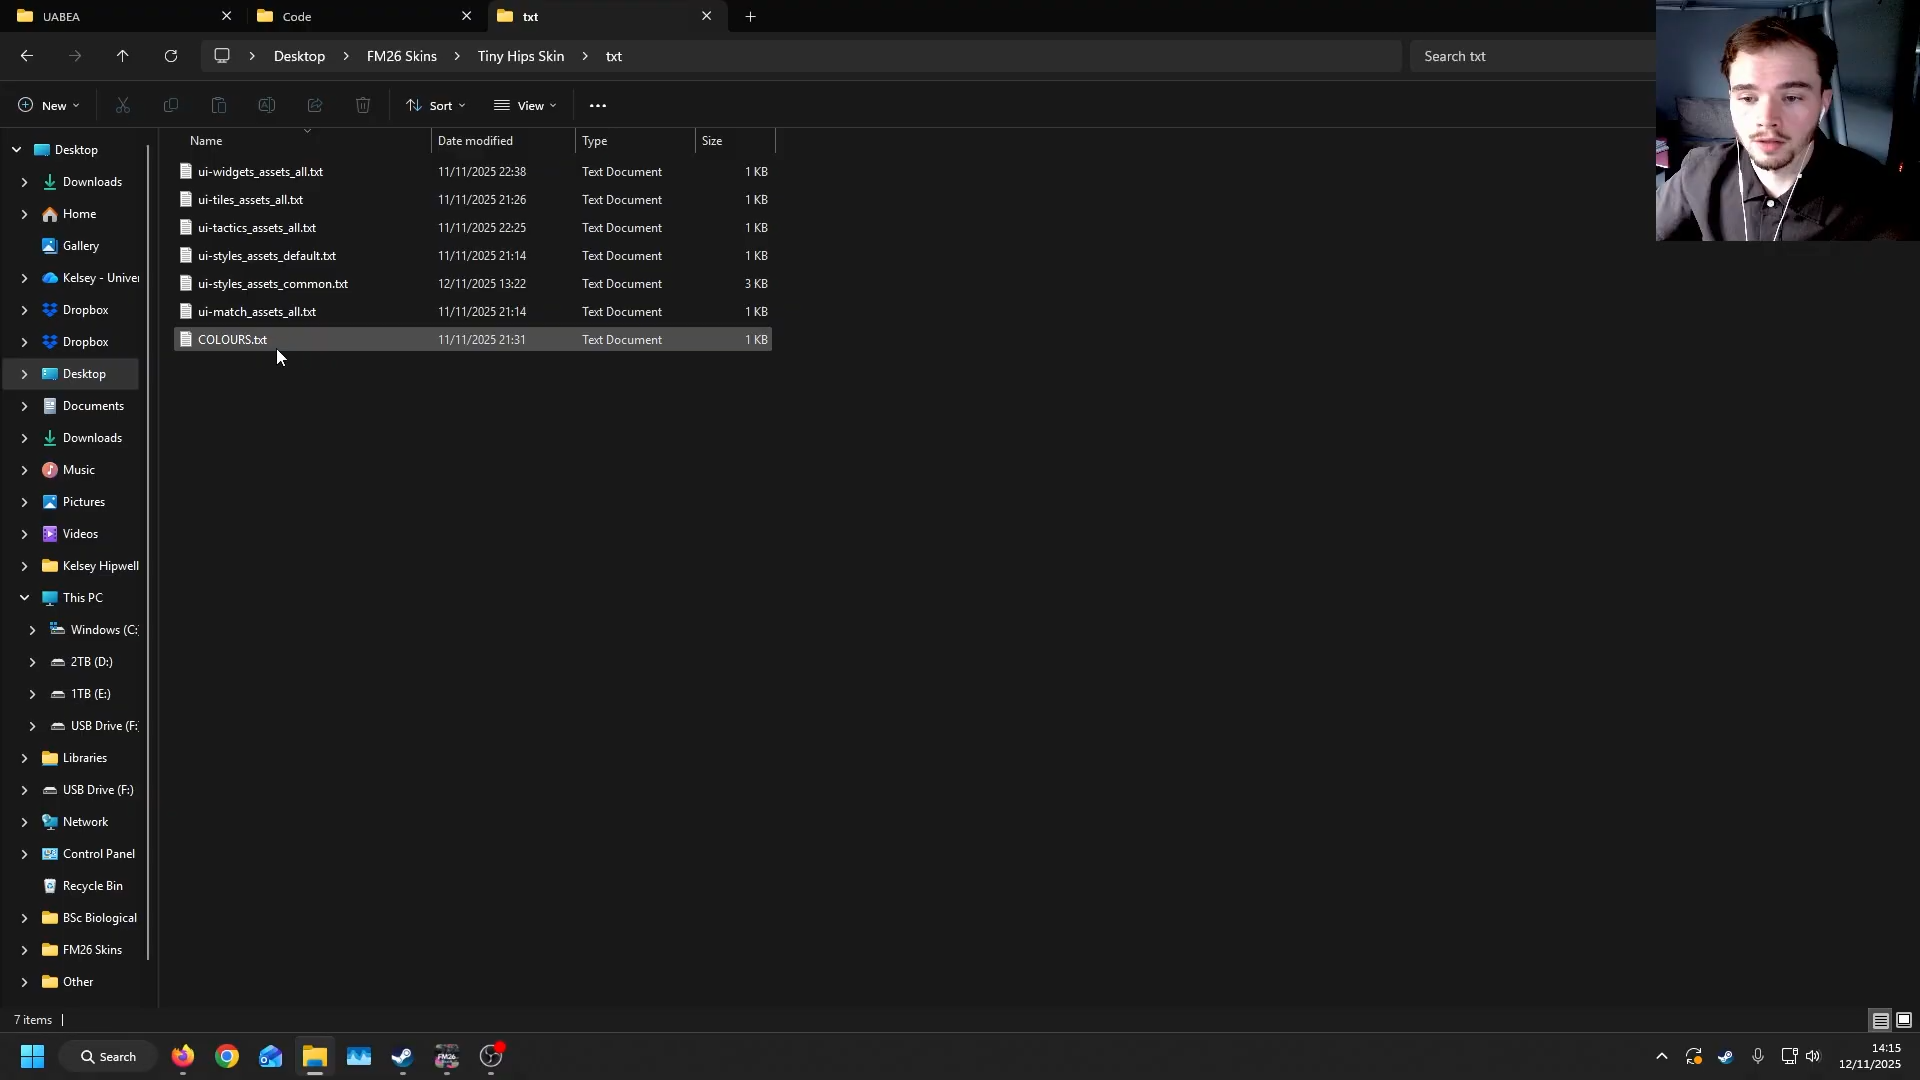 UABEA
Code
txt
Desktop
FM26 Skins
Tiny Hips Skin
txt
Search txt
New
Sort
View
Name
Date modified
Type
Size
ui-widgets_assets_all.txt 11/11/2025 22:38 Text Document 1 KB
ui-tiles_assets_all.txt 11/11/2025 21:26 Text Document 1 KB
ui-tactics_assets_all.txt 11/11/2025 22:25 Text Document 1 KB
ui-styles_assets_default.txt 11/11/2025 21:14 Text Document 1 KB
ui-styles_assets_common.txt 12/11/2025 13:22 Text Document 3 KB
ui-match_assets_all.txt 11/11/2025 21:14 Text Document 1 KB
COLOURS.txt 11/11/2025 21:31 Text Document 1 KB
Desktop
Downloads
Home
Gallery
Kelsey - Univer
Dropbox
Dropbox
Desktop
Documents
Downloads
Music
Pictures
Videos
Kelsey Hipwell
This PC
Windows (C:)
2TB (D:)
1TB (E:)
USB Drive (F:
Libraries
USB Drive (F:)
Network
Control Panel
Recycle Bin
BSc Biological
FM26 Skins
Other
7 items
Search
FM26
14:15
12/11/2025